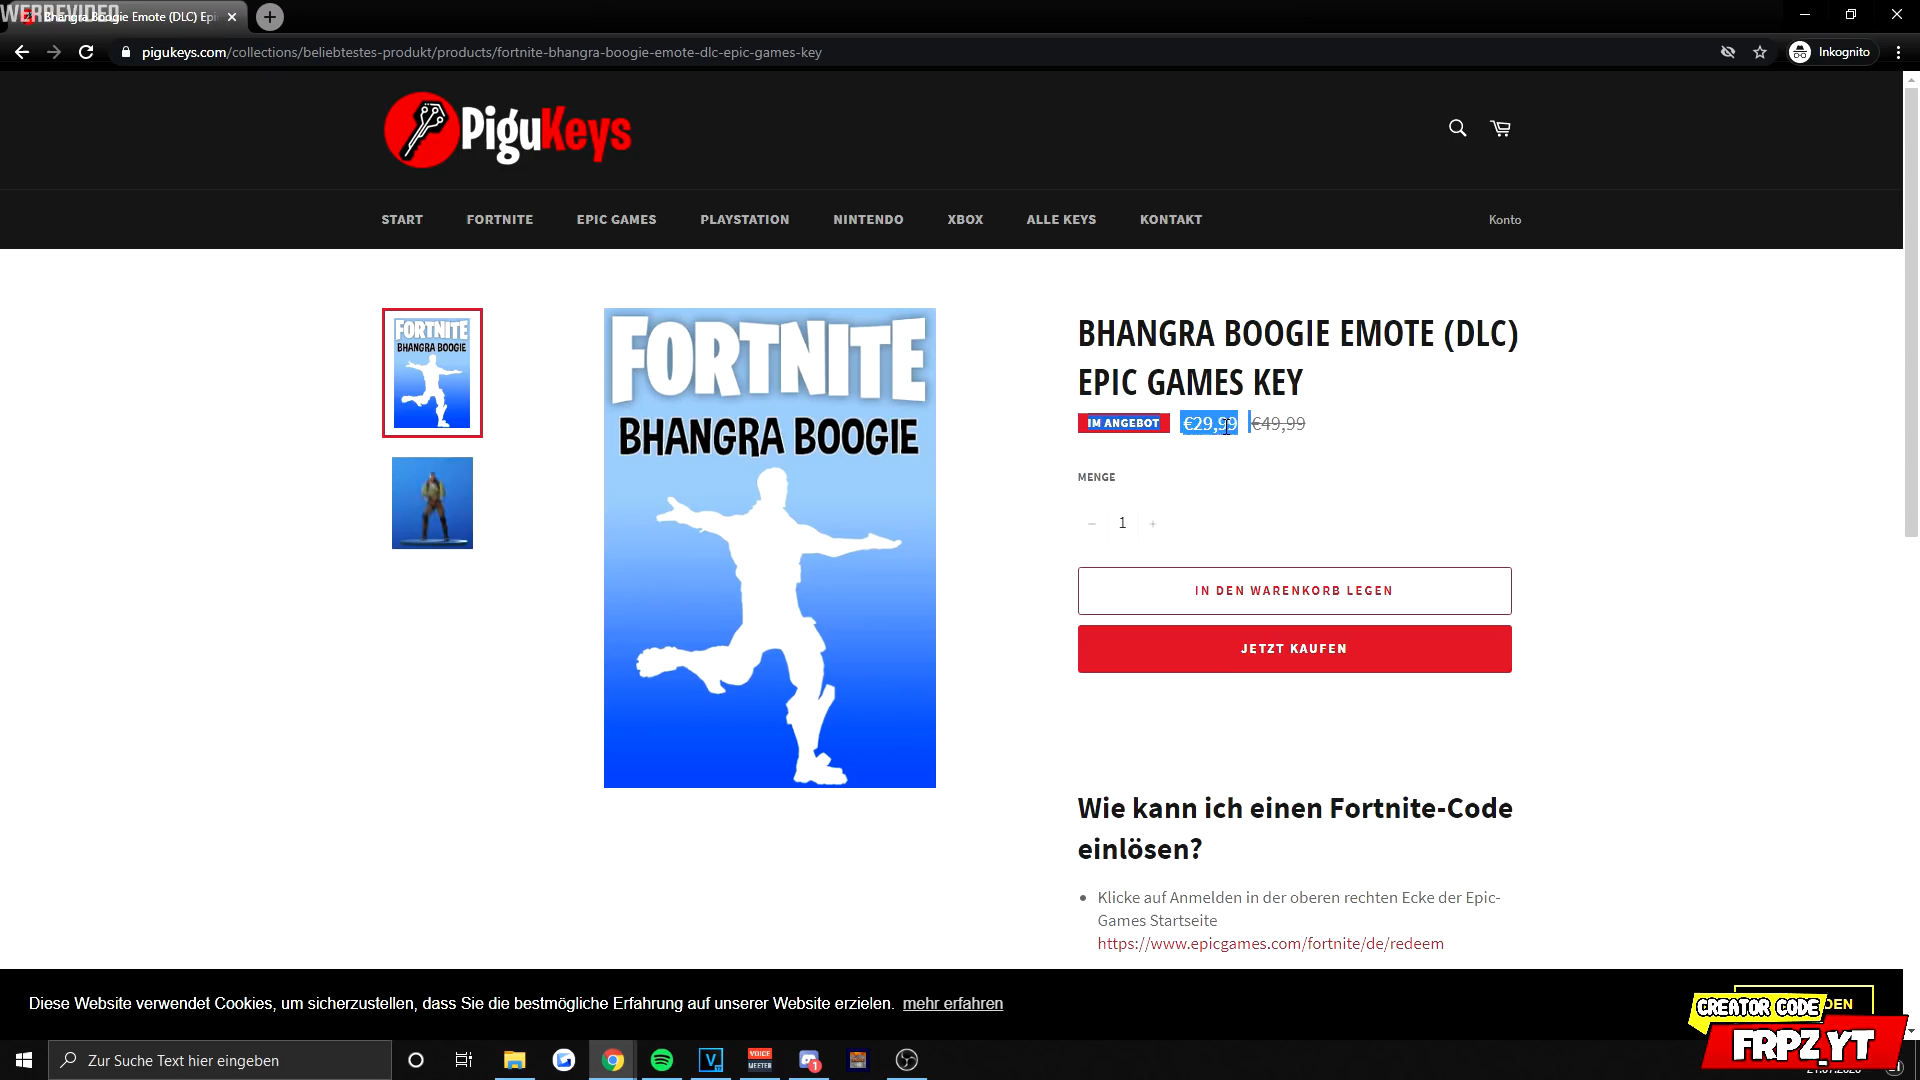 WERBEVIDEO
Bhangra Boogie Emote (DLC) Epi
pigukeys.com/collections/beliebtestes-produkt/products/fortnite-bhangra-boogie-emote-dlc-epic-games-key
Inkognito
PiguKeys
START FORTNITE EPIC GAMES PLAYSTATION NINTENDO XBOX ALLE KEYS KONTAKT
Konto
FORTNITE
BHANGRA BOOGIE
FORTNITE
BHANGRA BOOGIE
BHANGRA BOOGIE EMOTE (DLC)
EPIC GAMES KEY
IM ANGEBOT €29,99 €49,99
MENGE
− 1 +
IN DEN WARENKORB LEGEN
JETZT KAUFEN
Wie kann ich einen Fortnite-Code
einlösen?
• Klicke auf Anmelden in der oberen rechten Ecke der Epic-
Games Startseite
https://www.epicgames.com/fortnite/de/redeem
Diese Website verwendet Cookies, um sicherzustellen, dass Sie die bestmögliche Erfahrung auf unserer Website erzielen. mehr erfahren
CREATOR CODE
FRPZ_YT
Zur Suche Text hier eingeben
V
VOICE
MEETER